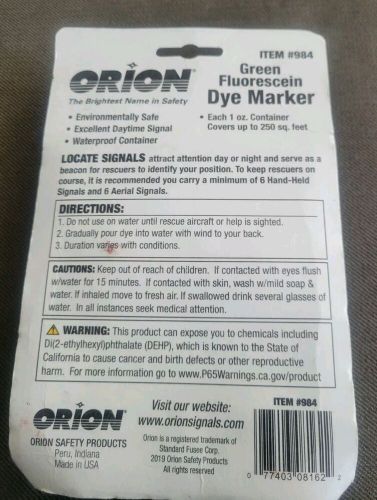 ITEM #984
ORION®
The Brightest Name in Safety
Green
Fluorescein
Dye Marker
• Environmentally Safe
• Excellent Daytime Signal
• Waterproof Container
• Each 1 oz. Container
Covers up to 250 sq. feet
LOCATE SIGNALS attract attention day or night and serve as a
beacon for rescuers to identify your position. To keep rescuers on
course, it is recommended you carry a minimum of 6 Hand-Held
Signals and 6 Aerial Signals.
DIRECTIONS:
1. Do not use on water until rescue aircraft or help is sighted.
2. Gradually pour dye into water with wind to your back.
3. Duration varies with conditions.
CAUTIONS: Keep out of reach of children. If contacted with eyes flush
w/water for 15 minutes. If contacted with skin, wash w/mild soap &
water. If inhaled move to fresh air. If swallowed drink several glasses of
water. In all instances seek medical attention.
WARNING: This product can expose you to chemicals including
Di(2-ethylhexyl)phthalate (DEHP), which is known to the State of
California to cause cancer and birth defects or other reproductive
harm. For more information go to www.P65Warnings.ca.gov/product
ORION®
ORION SAFETY PRODUCTS
Peru, Indiana
Made in USA
Visit our website:
www.orionsignals.com
Orion is a registered trademark of
Standard Fusee Corp.
2019 Orion Safety Products
All rights reserved
ITEM #984
0 77403 08162 2